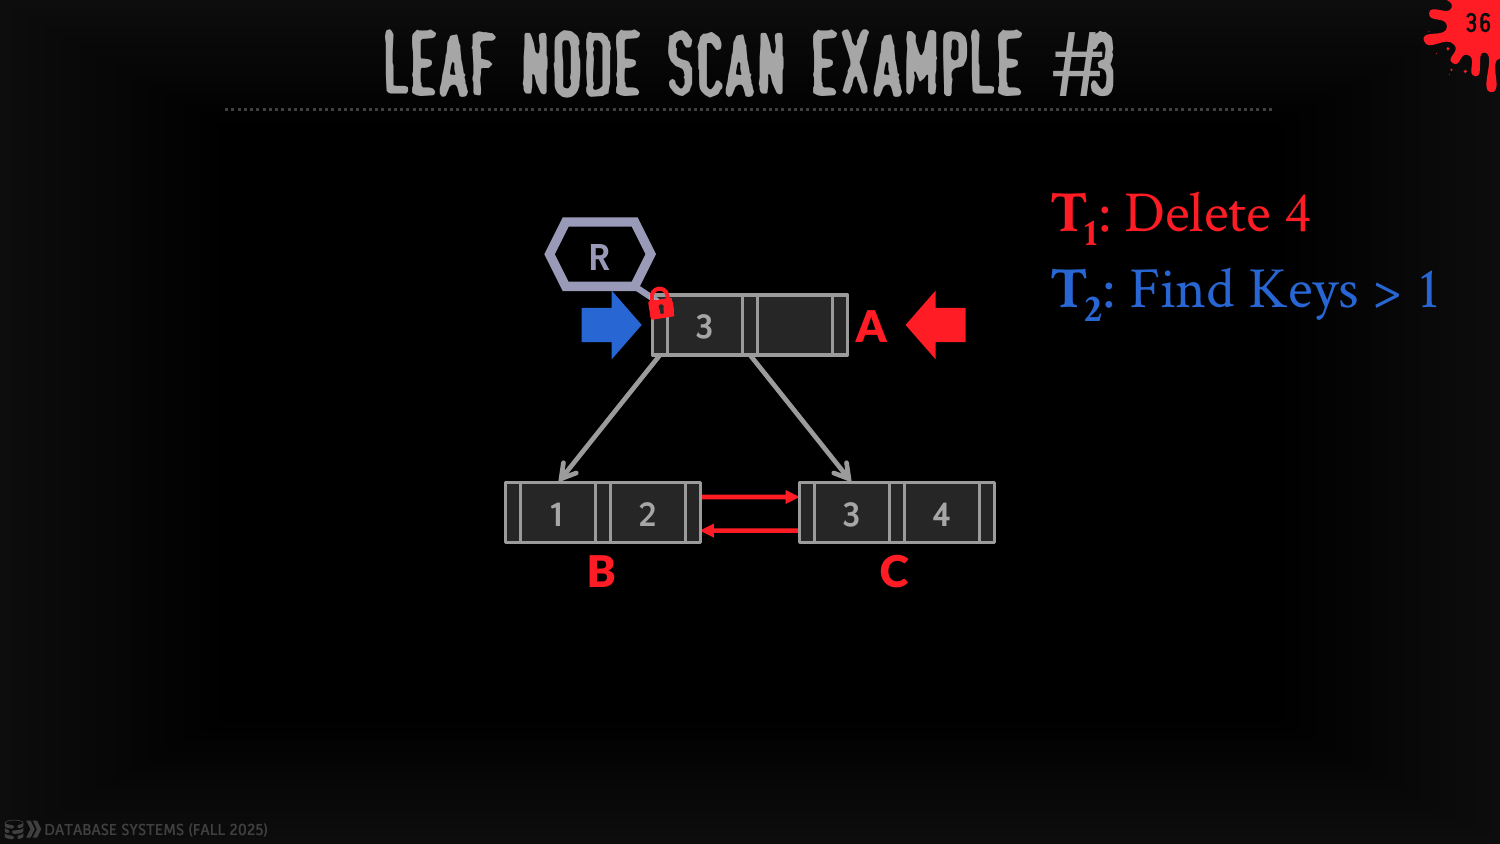 36
LEAF NODE SCAN EXAMPLE #3
T1: Delete 4
T2: Find Keys > 1
R
3
A
1 2 3 4
B C
DATABASE SYSTEMS (FALL 2025)